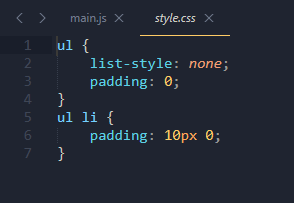 main.js × style.css
1 ul {
2     list-style: none;
3     padding: 0;
4 }
5 ul li {
6     padding: 10px 0;
7 }